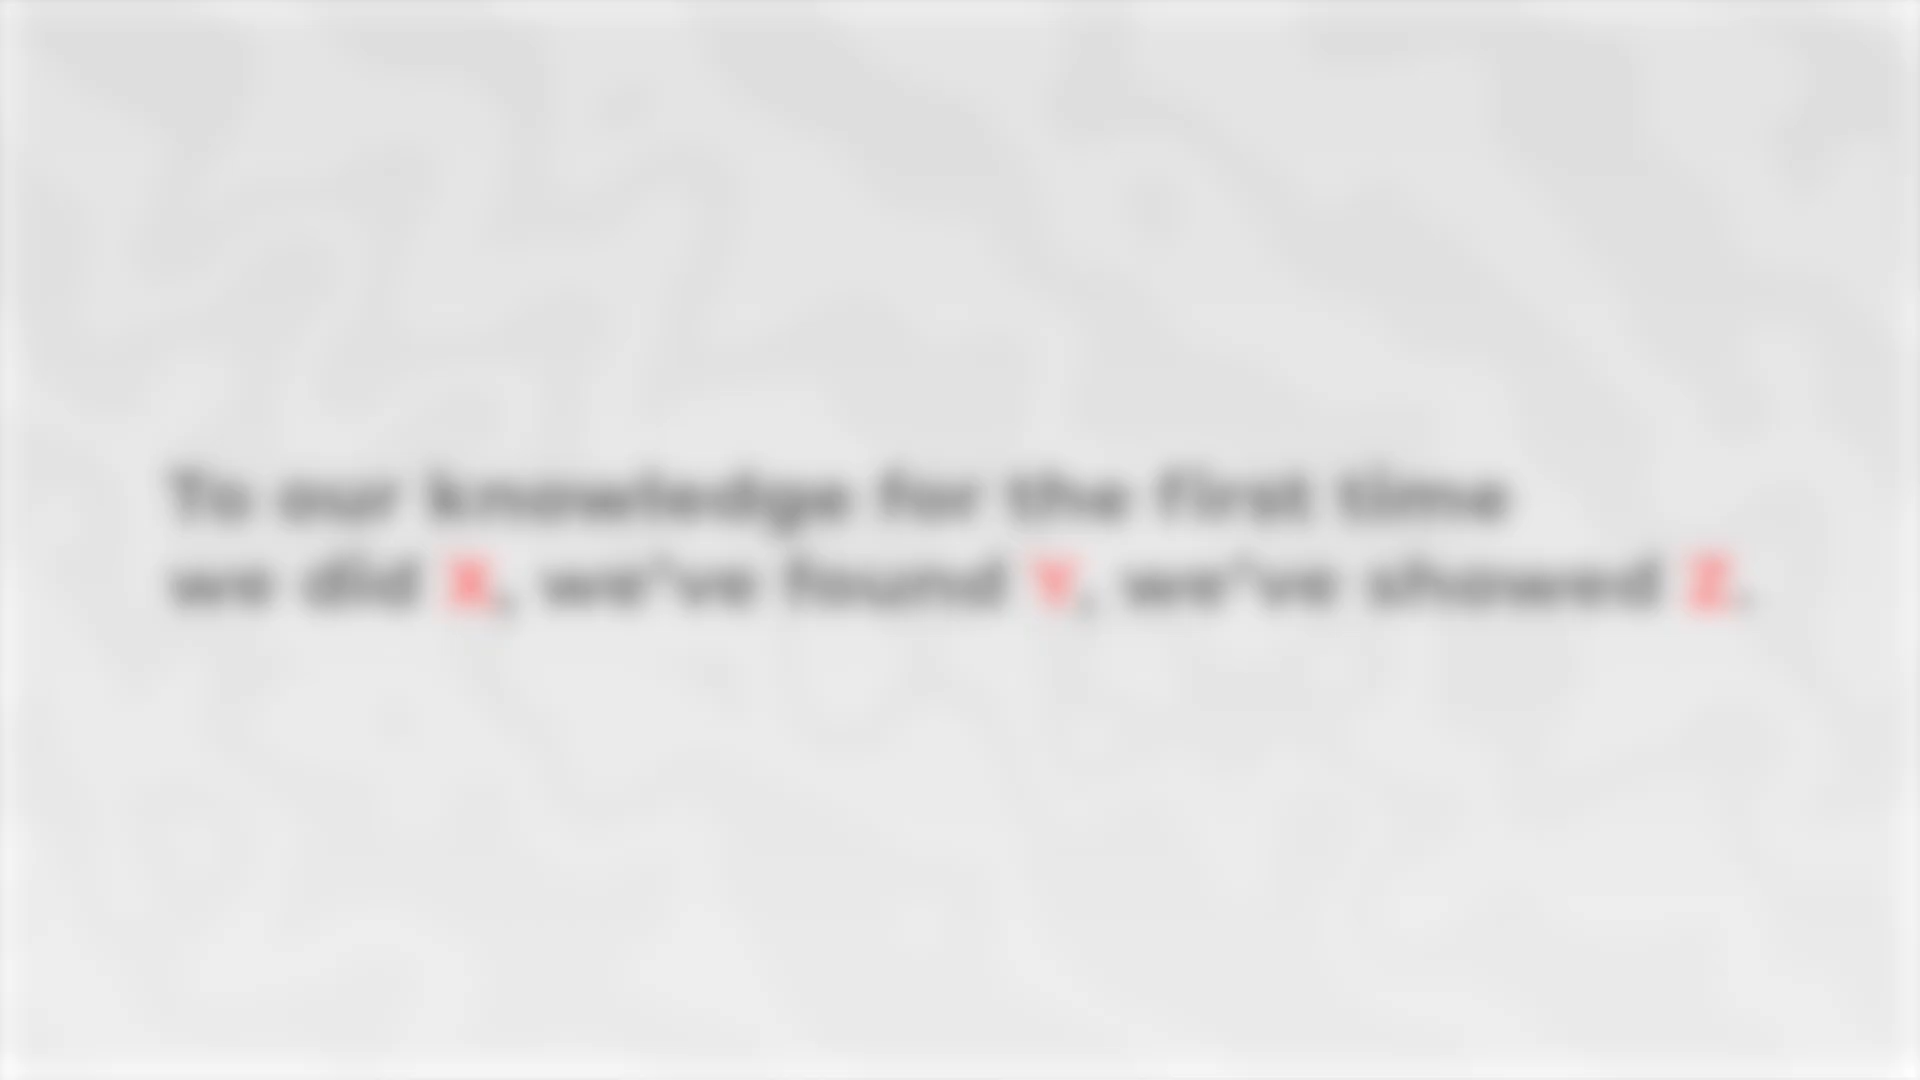 To our knowledge for the first time
we did X, we've found Y, we've showed Z.